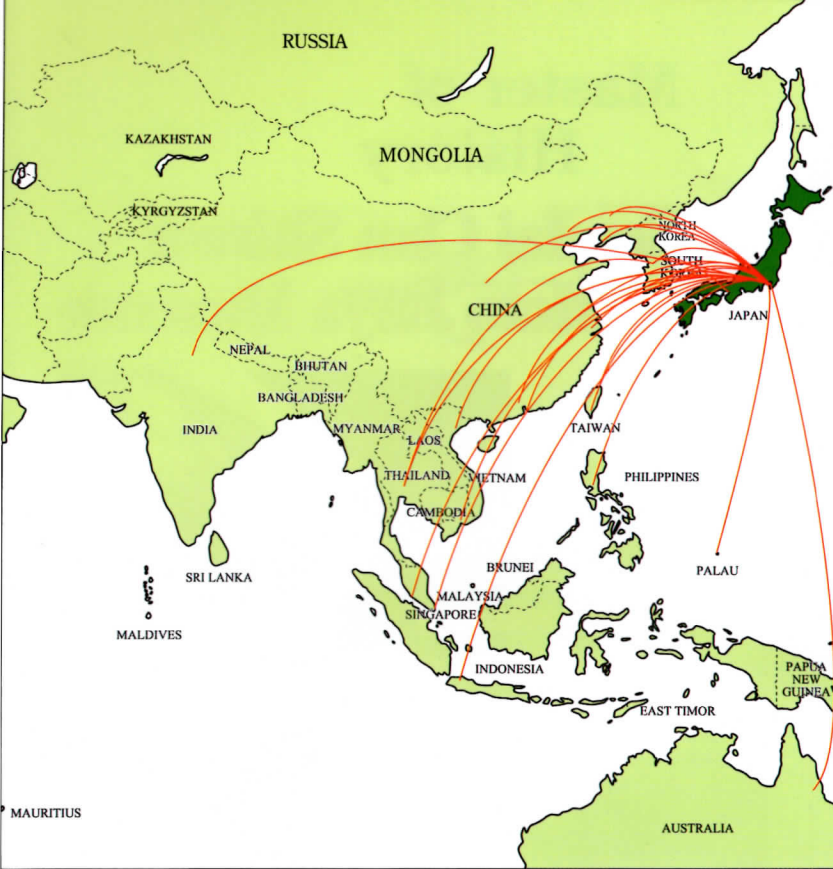 RUSSIA
KAZAKHSTAN
MONGOLIA
KYRGYZSTAN
NORTH
KOREA
SOUTH
KOREA
CHINA
JAPAN
NEPAL
BHUTAN
BANGLADESH
INDIA
MYANMAR
LAOS
TAIWAN
THAILAND
VIETNAM
PHILIPPINES
CAMBODIA
SRI LANKA
BRUNEI
PALAU
MALAYSIA
SINGAPORE
MALDIVES
INDONESIA
PAPUA
NEW
GUINEA
EAST TIMOR
MAURITIUS
AUSTRALIA